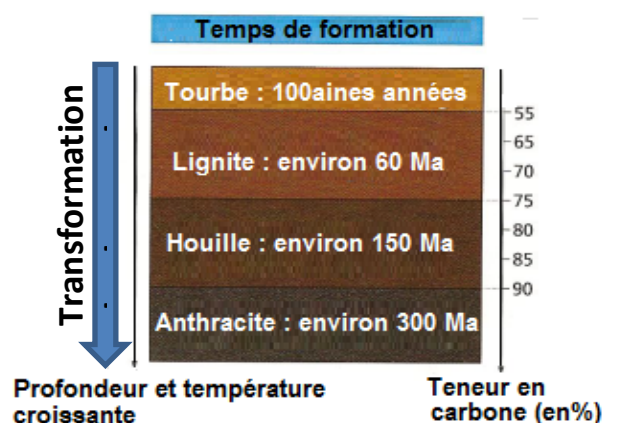 Temps de formation
Transformation
Tourbe : 100aines années
Lignite : environ 60 Ma
Houille : environ 150 Ma
Anthracite : environ 300 Ma
55
65
70
75
80
85
90
Profondeur et température
croissante
Teneur en
carbone (en%)